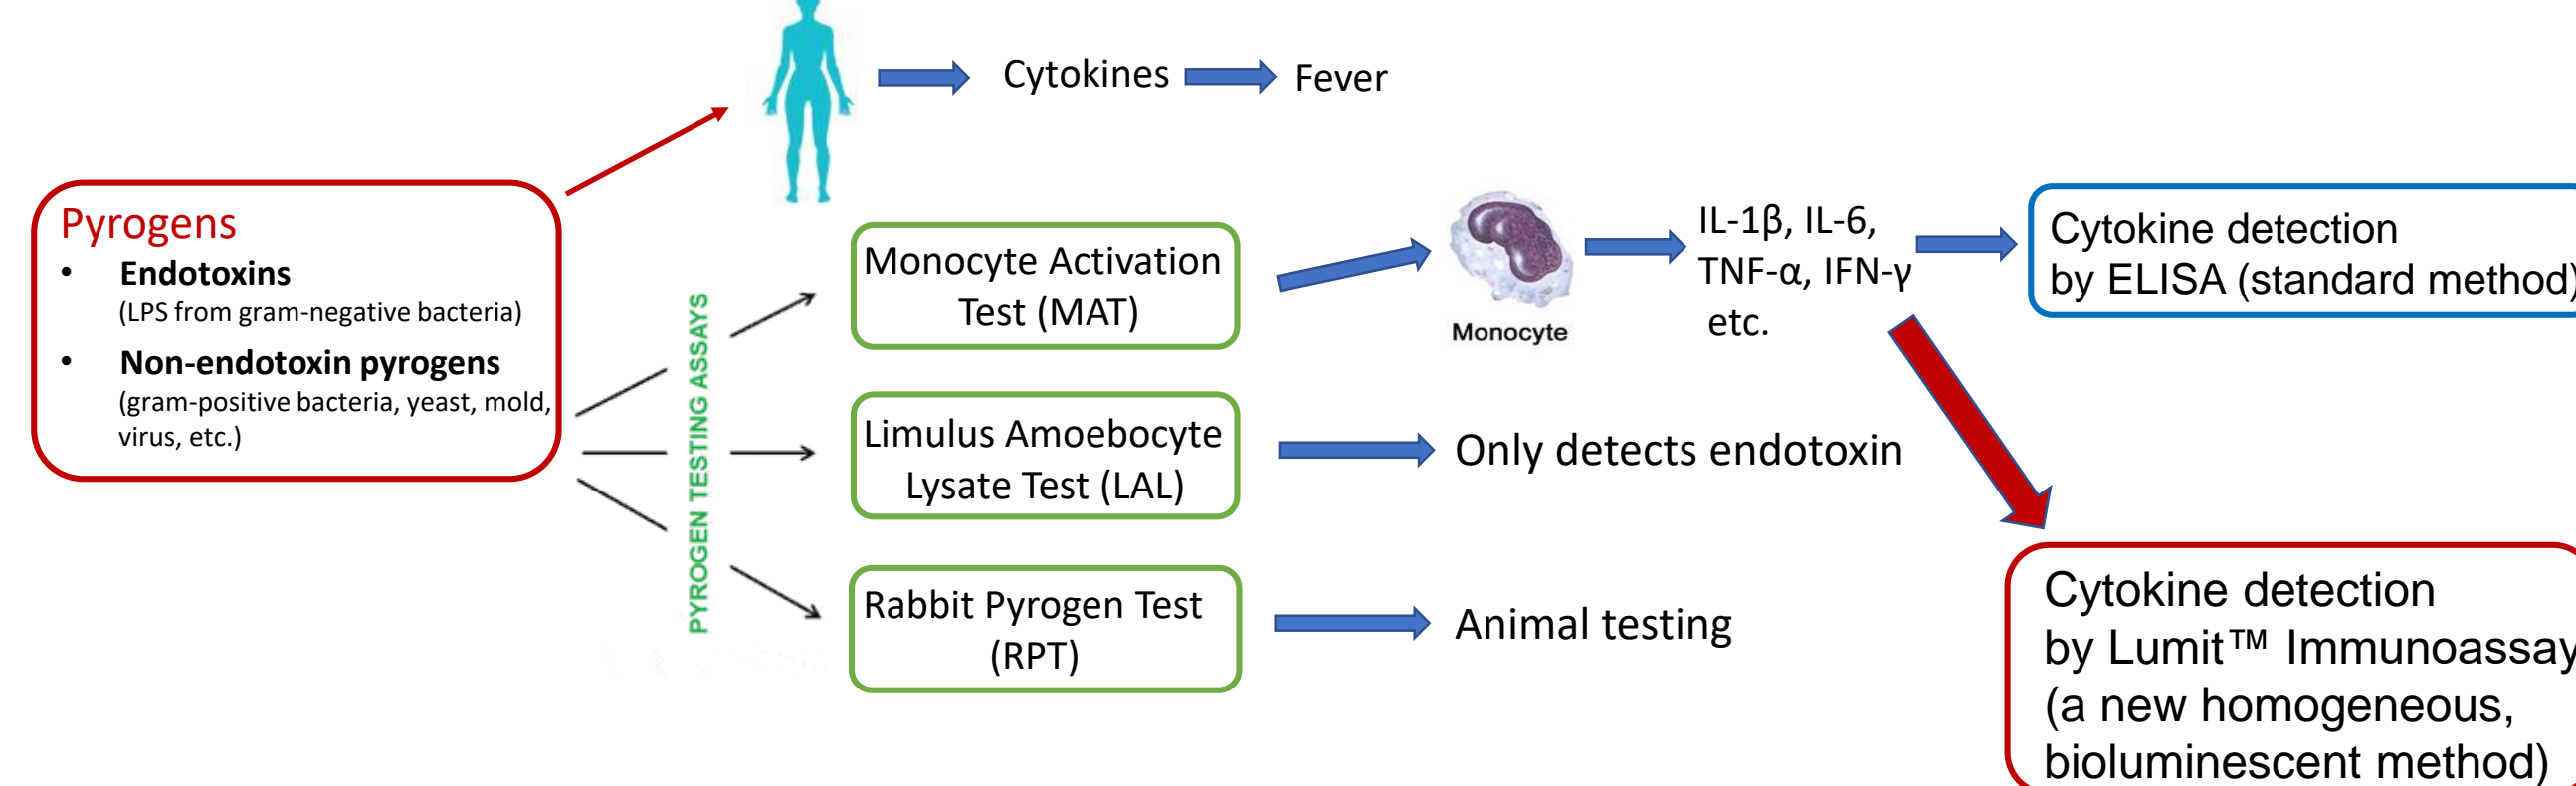 Cytokines
Fever
Pyrogens
• Endotoxins
(LPS from gram-negative bacteria)
• Non-endotoxin pyrogens
(gram-positive bacteria, yeast, mold,
virus, etc.)
PYROGEN TESTING ASSAYS
Monocyte Activation
Test (MAT)
Monocyte
IL-1β, IL-6,
TNF-α, IFN-γ
etc.
Cytokine detection
by ELISA (standard method)
Limulus Amoebocyte
Lysate Test (LAL)
Only detects endotoxin
Rabbit Pyrogen Test
(RPT)
Animal testing
Cytokine detection
by Lumit™ Immunoassay
(a new homogeneous,
bioluminescent method)